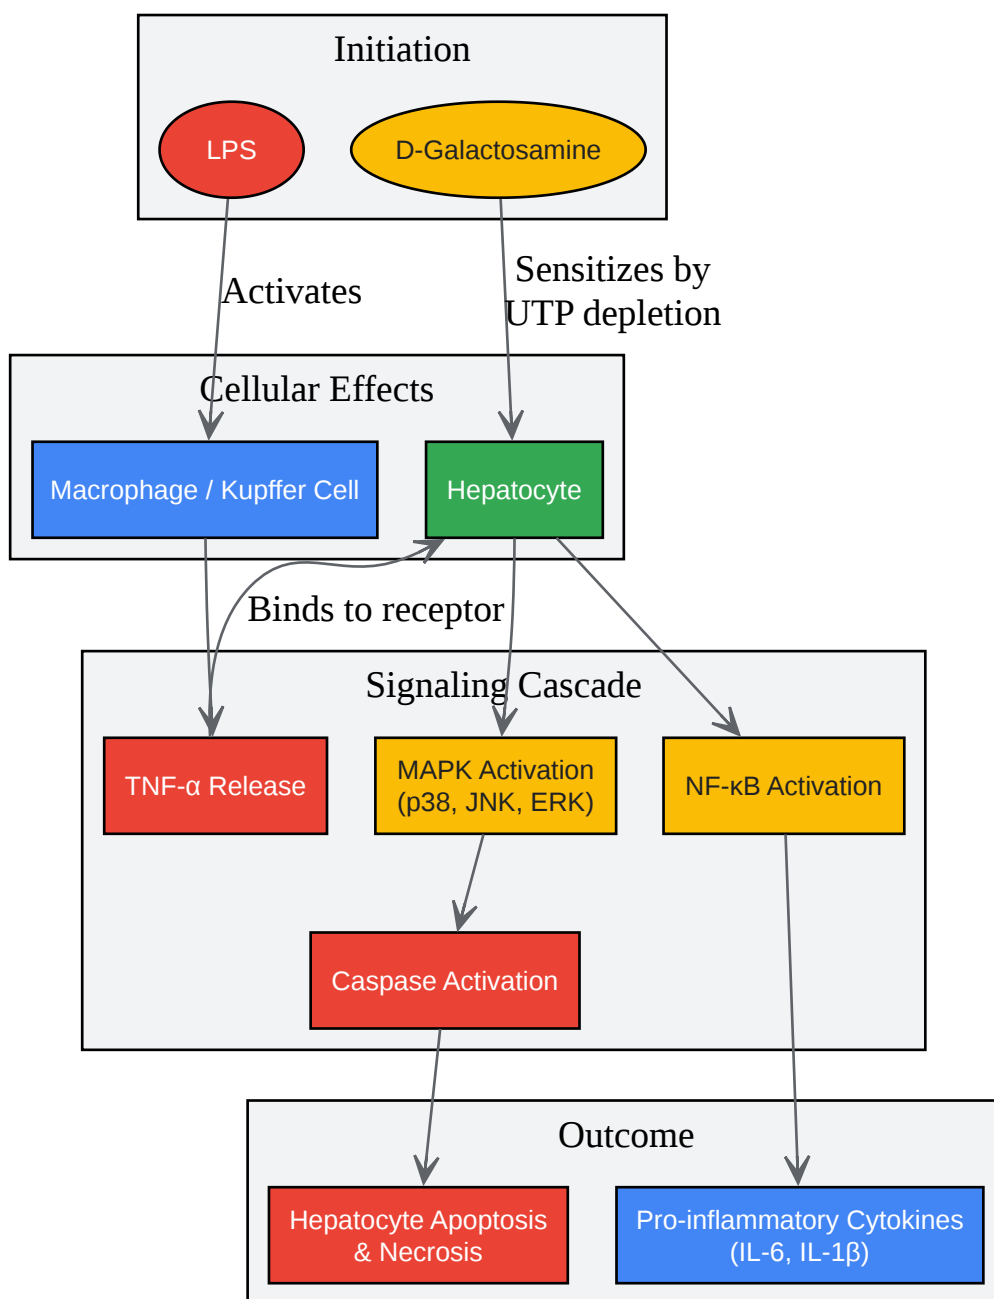 Initiation
LPS
D-Galactosamine
Activates
Sensitizes by
UTP depletion
Cellular Effects
Macrophage / Kupffer Cell
Hepatocyte
Binds to receptor
Signaling Cascade
TNF-α Release
MAPK Activation
(p38, JNK, ERK)
NF-κB Activation
Caspase Activation
Outcome
Hepatocyte Apoptosis
& Necrosis
Pro-inflammatory Cytokines
(IL-6, IL-1β)